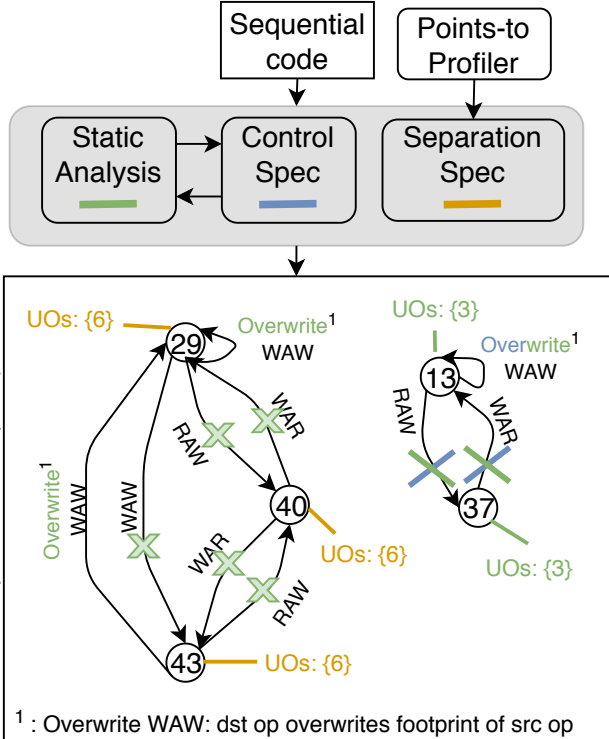 Sequential
code
Points-to
Profiler
Static
Analysis
Control
Spec
Separation
Spec
UOs: {6}
29
Overwrite¹
WAW
RAW
WAR
Overwrite¹
WAW
WAW
40
UOs: {6}
WAR
RAW
43
UOs: {6}
UOs: {3}
13
Overwrite¹
WAW
RAW
WAR
37
UOs: {3}
¹ : Overwrite WAW: dst op overwrites footprint of src op